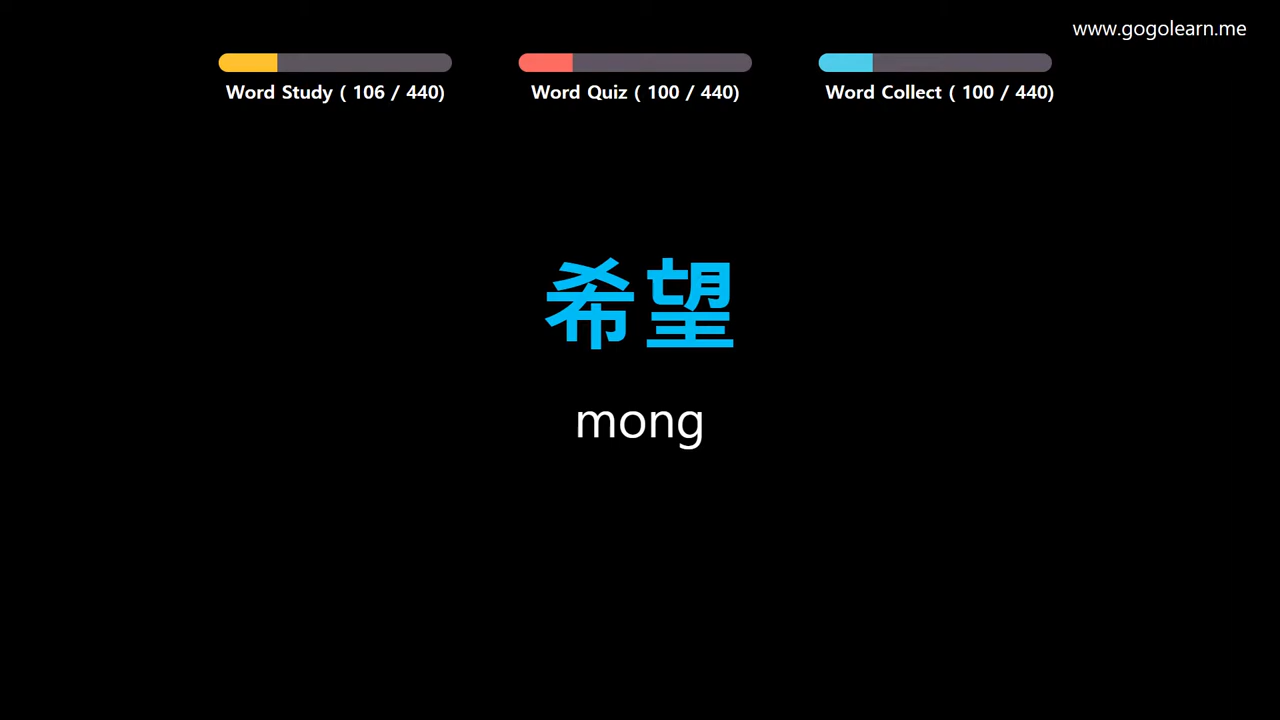 www.gogolearn.me
Word Study ( 106 / 440)
Word Quiz ( 100 / 440)
Word Collect ( 100 / 440)
希望
mong